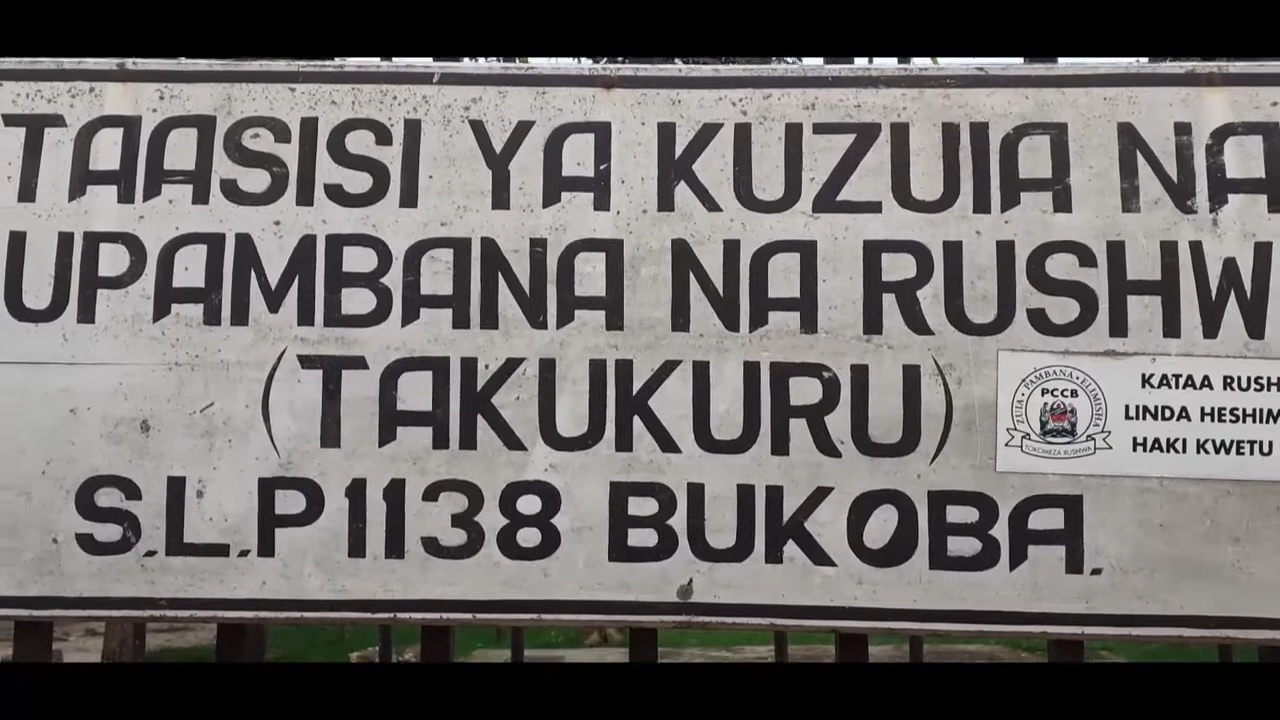 TAASISI YA KUZUIA NA
UPAMBANA NA RUSHW
(TAKUKURU)
S.L.P 1138 BUKOBA.
ZUIA • PAMBANA • ELIMISHA
PCCB
TOKOMEZA RUSHWA
KATAA RUSH
LINDA HESHIM
HAKI KWETU